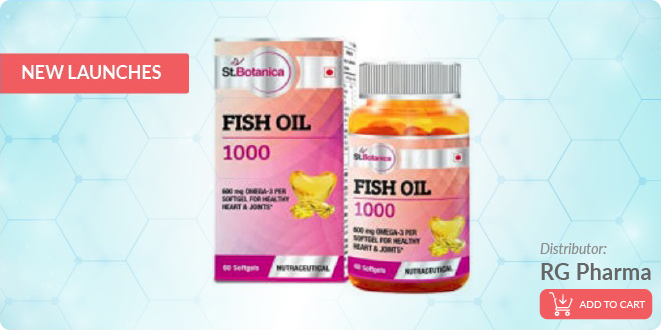 NEW LAUNCHES
St.Botanica
FISH OIL
1000
600 mg OMEGA-3 PER
SOFTGEL FOR HEALTHY
HEART & JOINTS*
60 Softgels
NUTRACEUTICAL
St.Botanica
FISH OIL
1000
600 mg OMEGA-3 PER
SOFTGEL FOR HEALTHY
HEART & JOINTS*
60 Softgels
NUTRACEUTICAL
Distributor:
RG Pharma
ADD TO CART